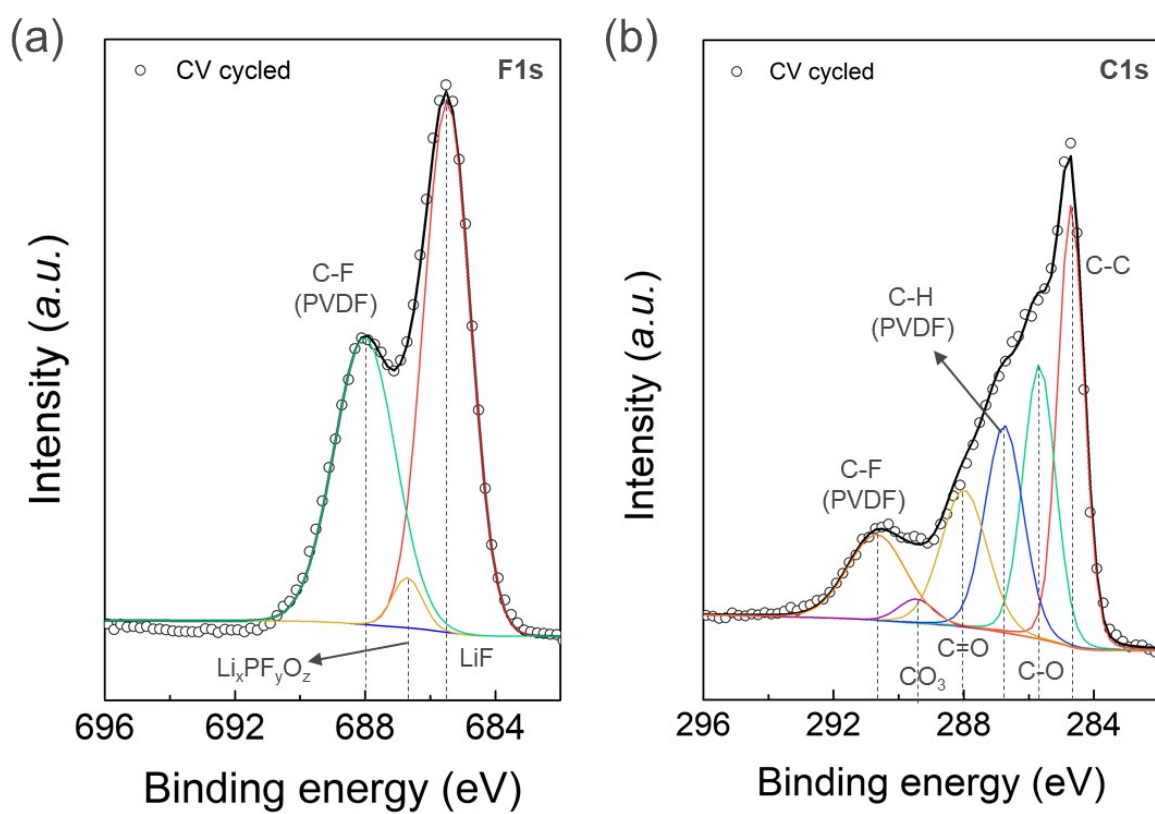 (a)
CV cycled
F1s
C-F
(PVDF)
LiₓPFᵧO_z
LiF
Intensity (a.u.)
696
692
688
684
Binding energy (eV)
(b)
CV cycled
C1s
C-C
C-H
(PVDF)
C-F
(PVDF)
C=O
CO₃
C-O
Intensity (a.u.)
296
292
288
284
Binding energy (eV)